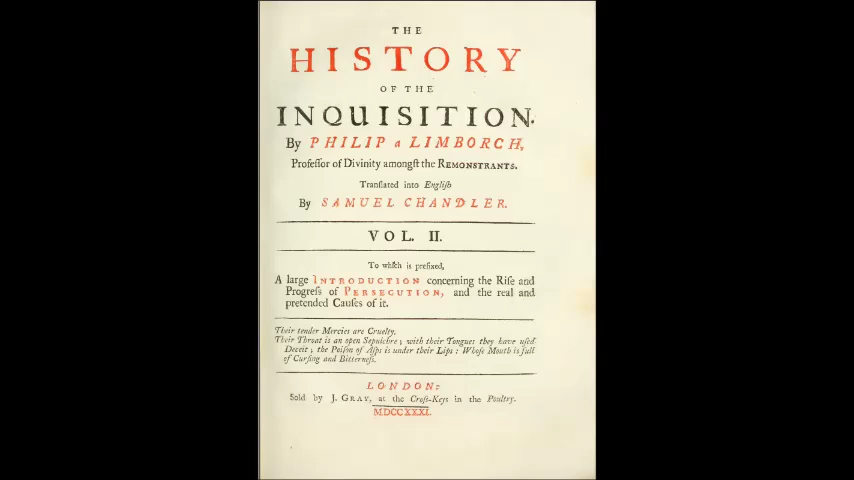 THE
HISTORY
OF THE
INQUISITION.
By PHILIP a LIMBORCH,
Profeſſor of Divinity amongſt the REMONSTRANTS.
Tranſlated into Engliſh
By SAMUEL CHANDLER.
VOL. II.
To which is prefixed,
A large INTRODUCTION concerning the Riſe and
Progreſs of PERSECUTION, and the real and
pretended Cauſes of it.
Their tender Mercies are Cruelty.
Their Throat is an open Sepulchre; with their Tongues they have uſed
Deceit; the Poiſon of Aſps is under their Lips: Whoſe Mouth is full
of Curſing and Bitterneſs.
LONDON:
Sold by J. GRAY, at the Croſs-Keys in the Poultry.
MDCCXXXI.